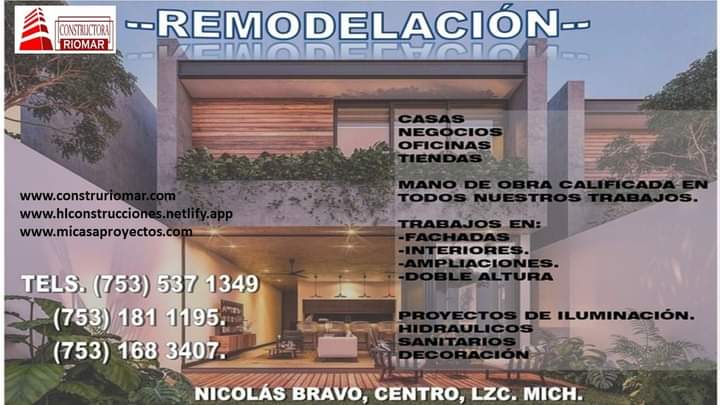 CONSTRUCTORA
RIOMAR
--REMODELACIÓN--
CASAS
NEGOCIOS
OFICINAS
TIENDAS
MANO DE OBRA CALIFICADA EN
TODOS NUESTROS TRABAJOS.
TRABAJOS EN:
-FACHADAS
-INTERIORES.
-AMPLIACIONES.
-DOBLE ALTURA
PROYECTOS DE ILUMINACIÓN.
HIDRAULICOS
SANITARIOS
DECORACIÓN
www.construriomar.com
www.hlconstrucciones.netlify.app
www.micasaproyectos.com
TELS. (753) 537 1349
(753) 181 1195.
(753) 168 3407.
NICOLÁS BRAVO, CENTRO, LZC. MICH.